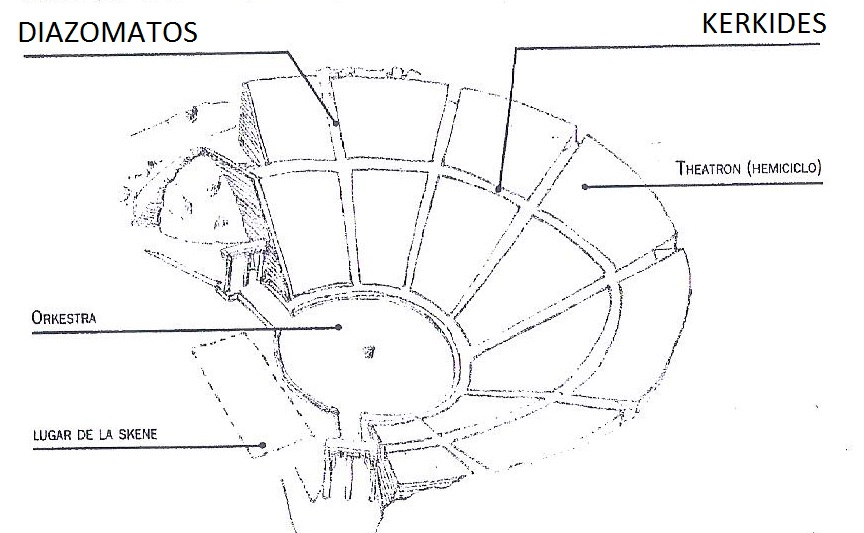 DIAZOMATOS
KERKIDES
THEATRON (HEMICICLO)
ORKESTRA
LUGAR DE LA SKENE